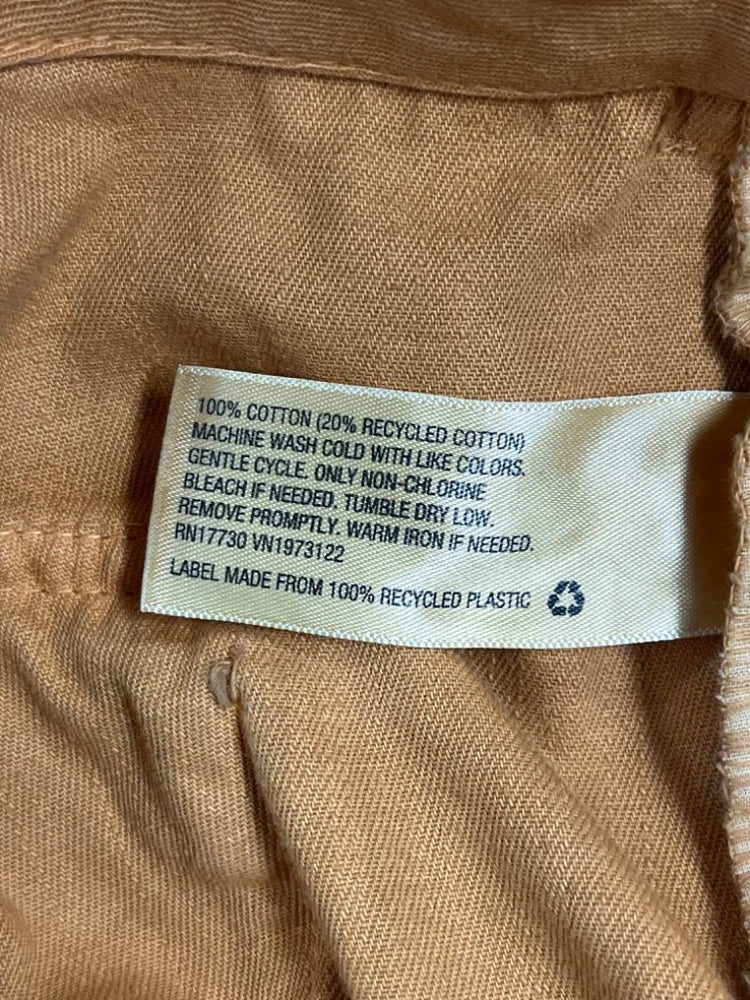 100% COTTON (20% RECYCLED COTTON)
MACHINE WASH COLD WITH LIKE COLORS.
GENTLE CYCLE. ONLY NON-CHLORINE
BLEACH IF NEEDED. TUMBLE DRY LOW.
REMOVE PROMPTLY. WARM IRON IF NEEDED.
RN17730 VN1973122
LABEL MADE FROM 100% RECYCLED PLASTIC